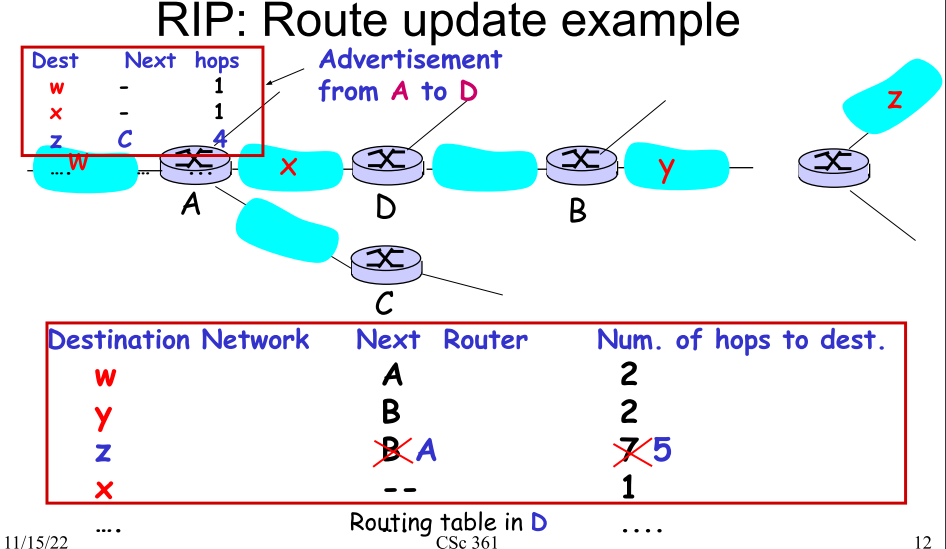 RIP: Route update example
Dest Next hops
w - 1
x - 1
z C 4
…. … ...
Advertisement
from A to D
z
w
x
y
A
D
B
C
Destination Network Next Router Num. of hops to dest.
w A 2
y B 2
z B A 7 5
x -- 1
…. …. ....
Routing table in D
11/15/22
CSc 361
12